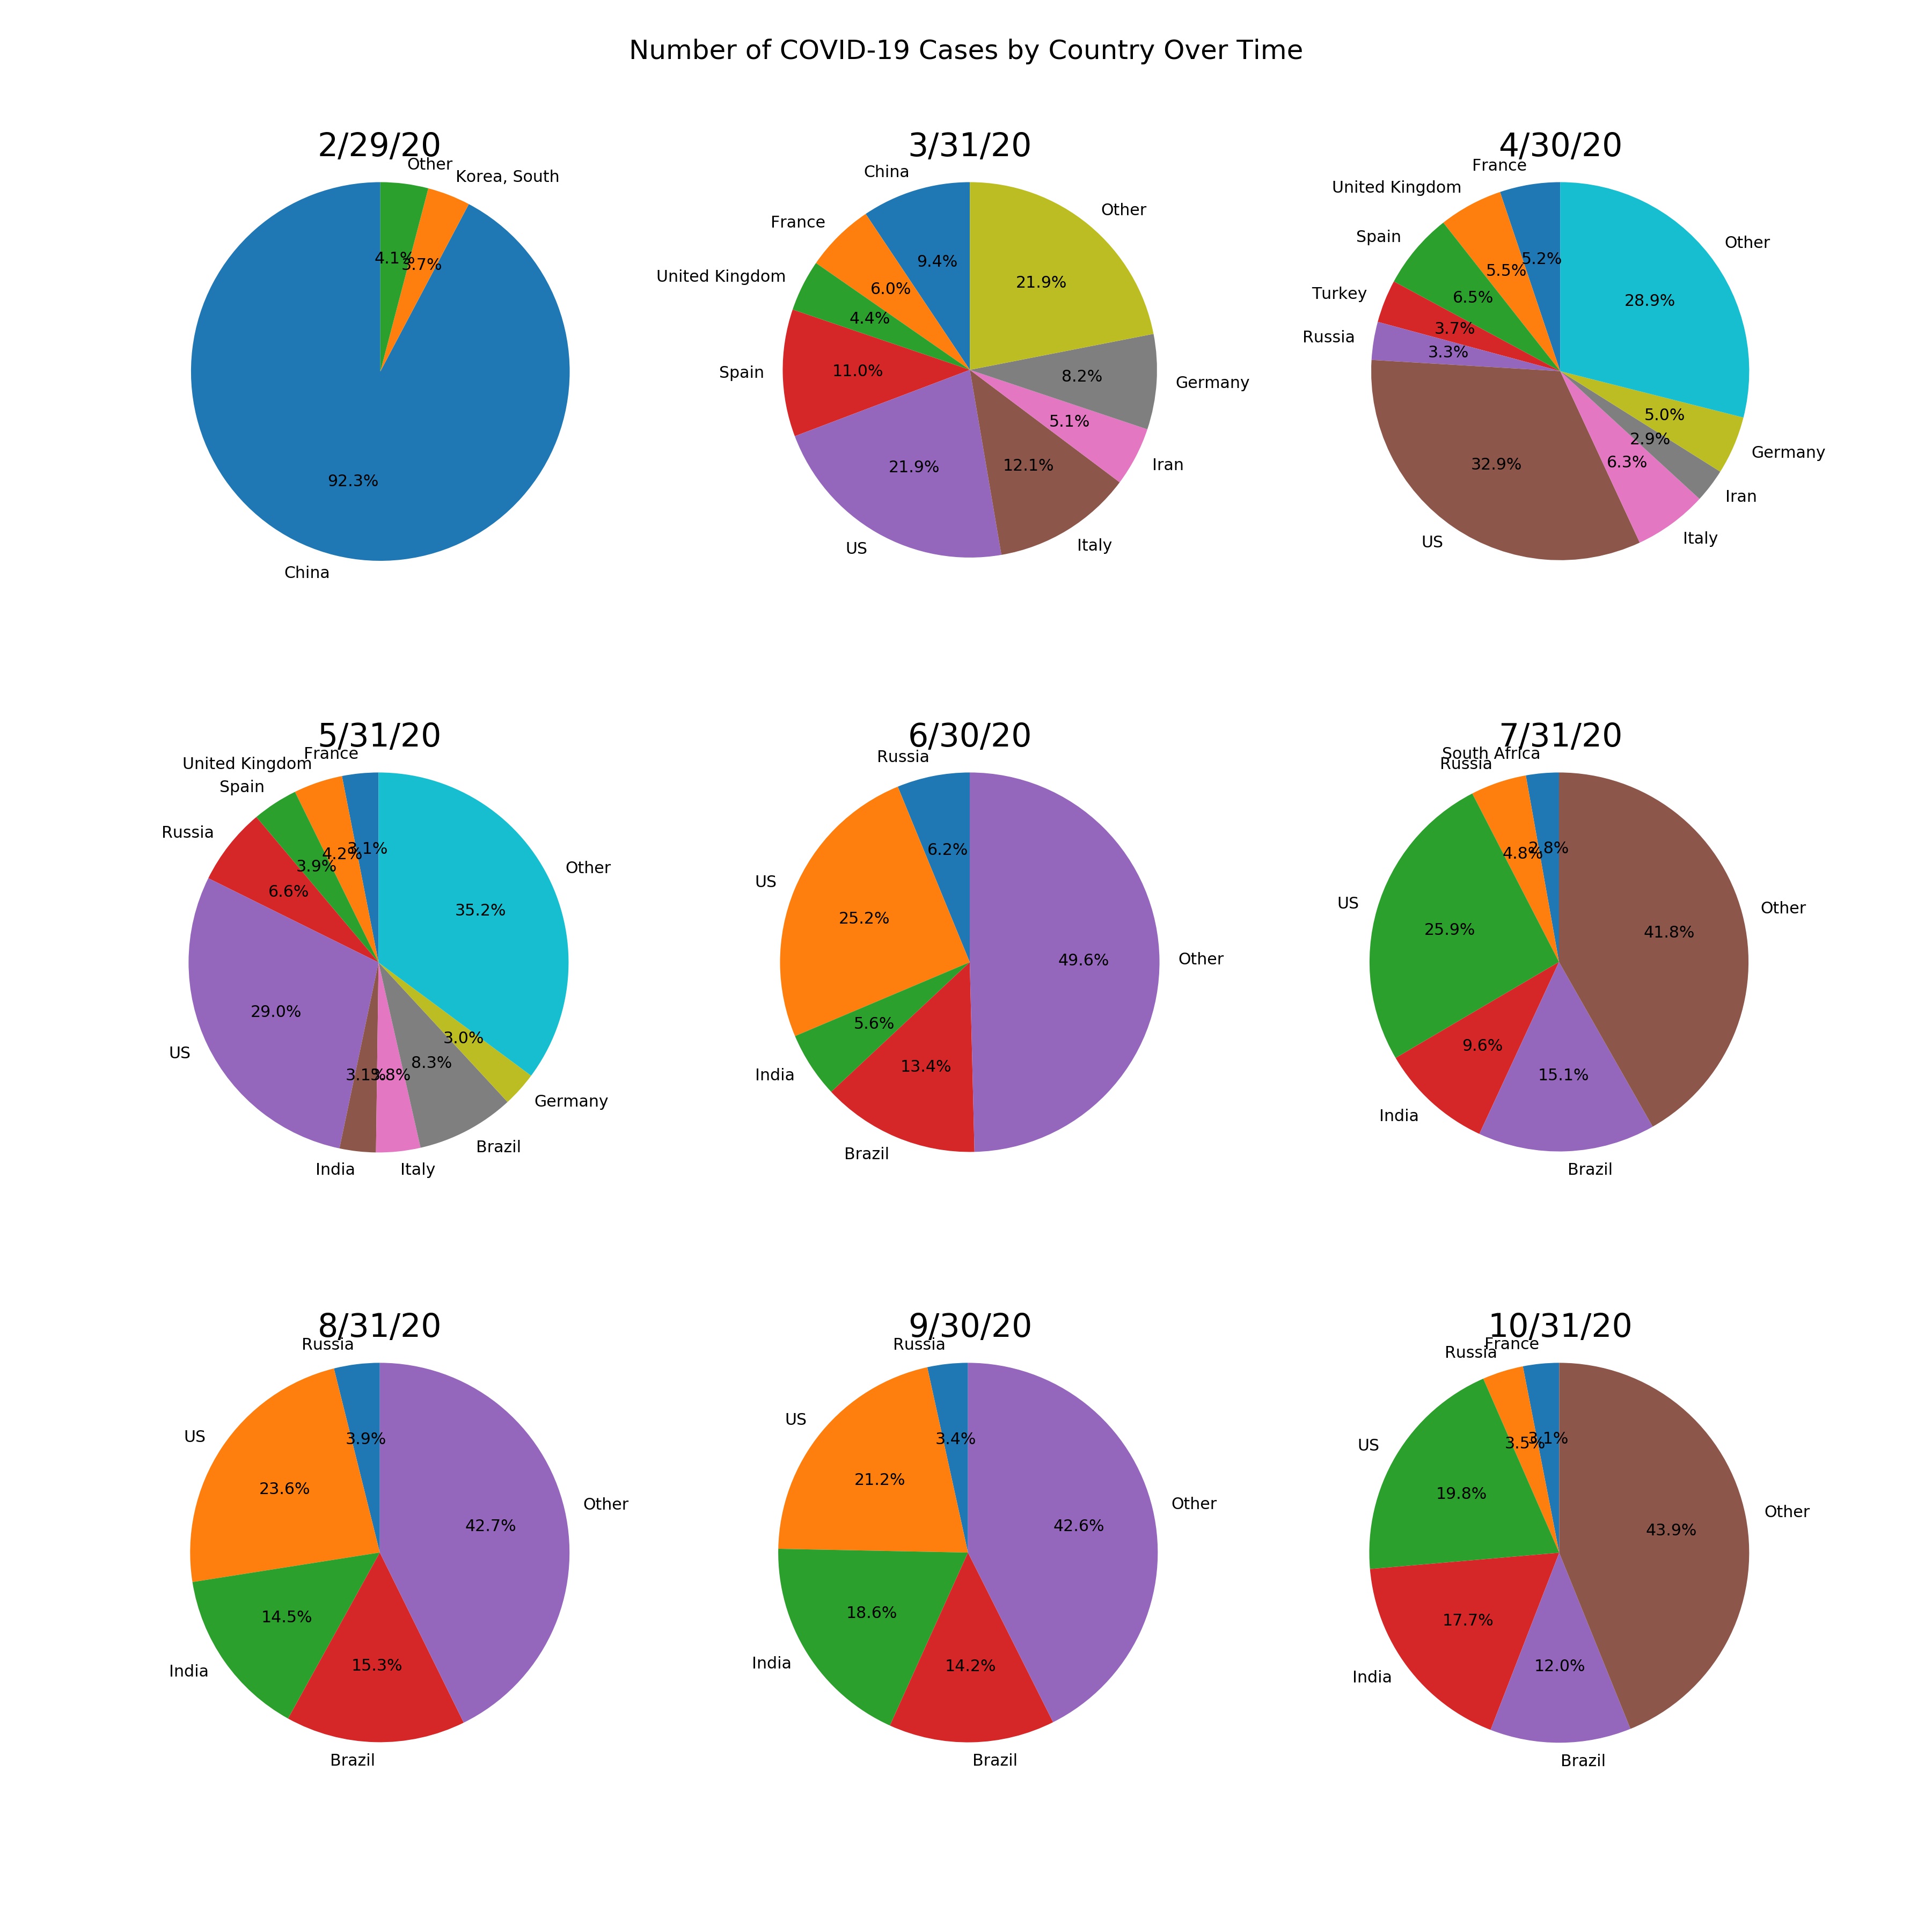 Number of COVID-19 Cases by Country Over Time
2/29/20
Other
Korea, South
4.1%
3.7%
92.3%
China
3/31/20
China
France
Other
United Kingdom
9.4%
21.9%
6.0%
4.4%
Spain
11.0%
8.2%
Germany
5.1%
21.9%
12.1%
Iran
US
Italy
4/30/20
France
United Kingdom
Spain
Other
Turkey
5.2%
5.5%
6.5%
28.9%
Russia
3.7%
3.3%
5.0%
2.9%
Germany
32.9%
6.3%
Iran
US
Italy
5/31/20
France
United Kingdom
Spain
Russia
3.1%
4.2%
3.9%
Other
6.6%
35.2%
29.0%
3.0%
US
3.1%
3.8%
8.3%
Germany
Brazil
India
Italy
6/30/20
Russia
6.2%
US
25.2%
49.6%
Other
5.6%
India
13.4%
Brazil
7/31/20
South Africa
Russia
2.8%
4.8%
US
25.9%
41.8%
Other
9.6%
15.1%
India
Brazil
8/31/20
Russia
US
3.9%
23.6%
42.7%
Other
14.5%
India
15.3%
Brazil
9/30/20
Russia
US
3.4%
21.2%
42.6%
Other
18.6%
India
14.2%
Brazil
10/31/20
France
Russia
US
3.1%
3.5%
19.8%
43.9%
Other
17.7%
India
12.0%
Brazil